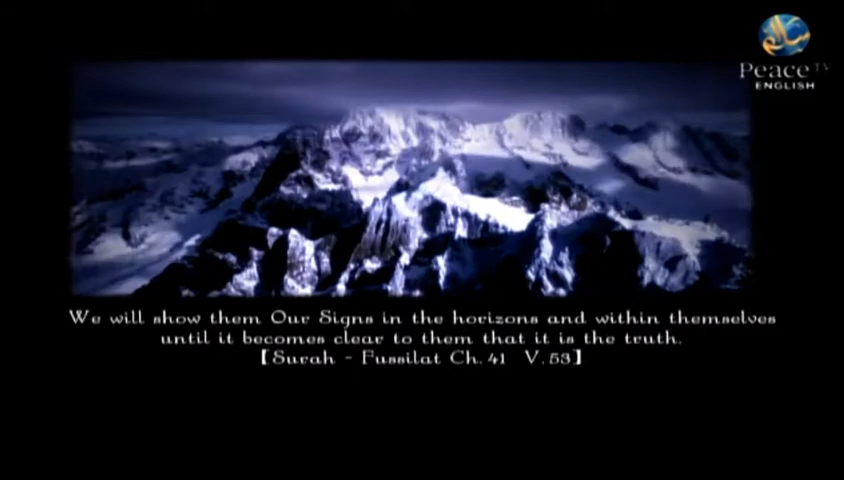 سلام
Peace TV
ENGLISH
We will show them Our Signs in the horizons and within themselves
until it becomes clear to them that it is the truth.
[Surah - Fussilat Ch. 41 V. 53]